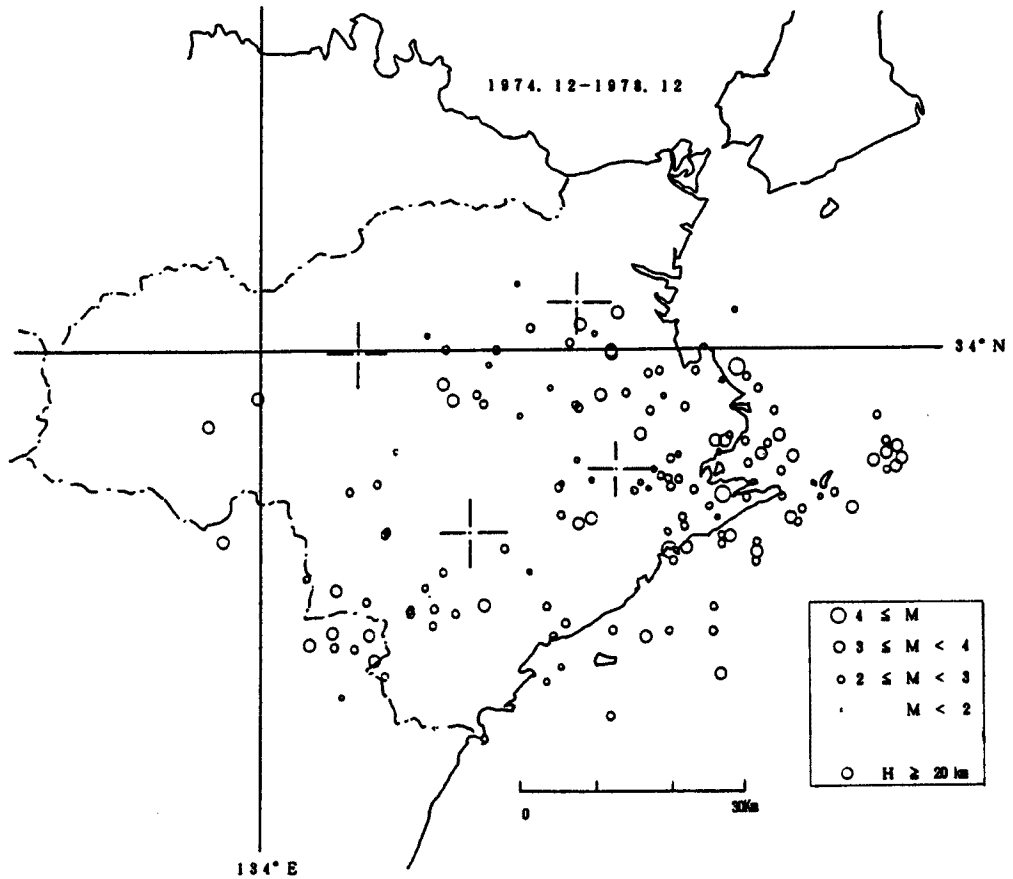 1974. 12-1978. 12
34° N
4 ≤ M
3 ≤ M < 4
2 ≤ M < 3
M < 2
H ≧ 20 km
0 30Km
134° E